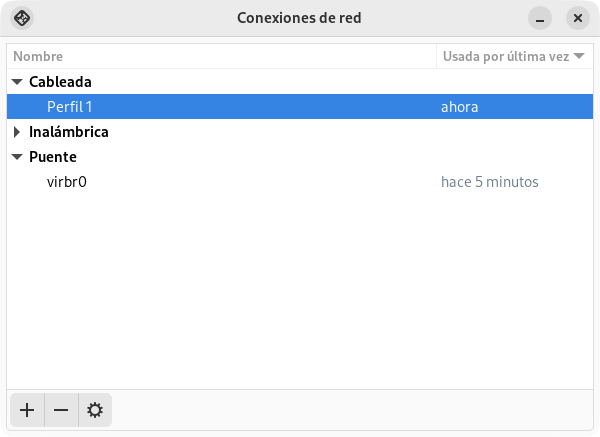 Conexiones de red
Nombre Usada por última vez
Cableada
Perfil 1 ahora
Inalámbrica
Puente
virbr0 hace 5 minutos